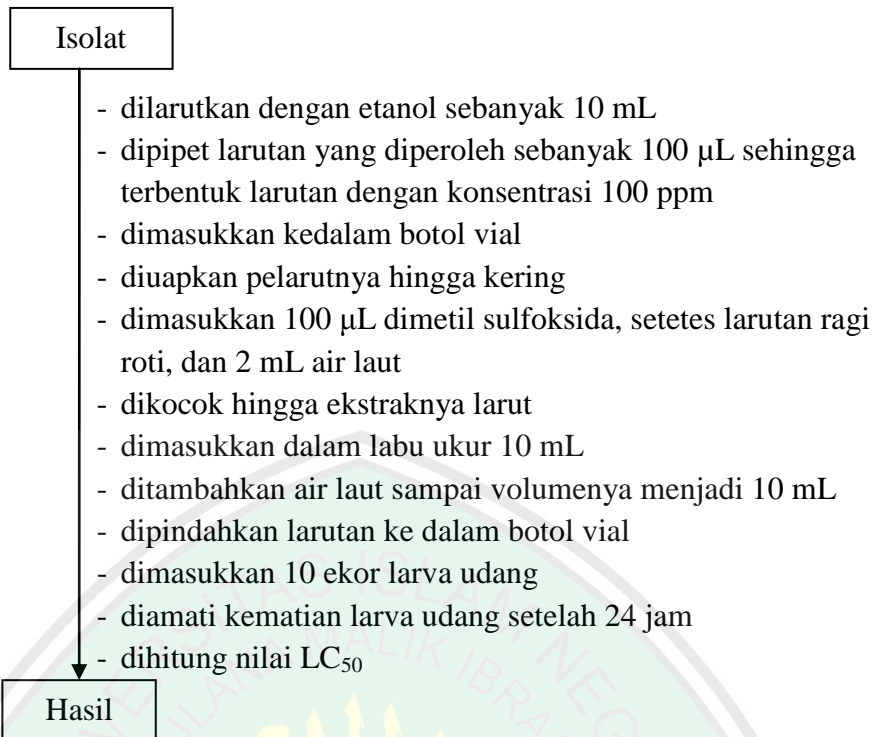 Isolat
- dilarutkan dengan etanol sebanyak 10 mL
- dipipet larutan yang diperoleh sebanyak 100 µL sehingga
terbentuk larutan dengan konsentrasi 100 ppm
- dimasukkan kedalam botol vial
- diuapkan pelarutnya hingga kering
- dimasukkan 100 µL dimetil sulfoksida, setetes larutan ragi
roti, dan 2 mL air laut
- dikocok hingga ekstraknya larut
- dimasukkan dalam labu ukur 10 mL
- ditambahkan air laut sampai volumenya menjadi 10 mL
- dipindahkan larutan ke dalam botol vial
- dimasukkan 10 ekor larva udang
- diamati kematian larva udang setelah 24 jam
- dihitung nilai LC₅₀
Hasil